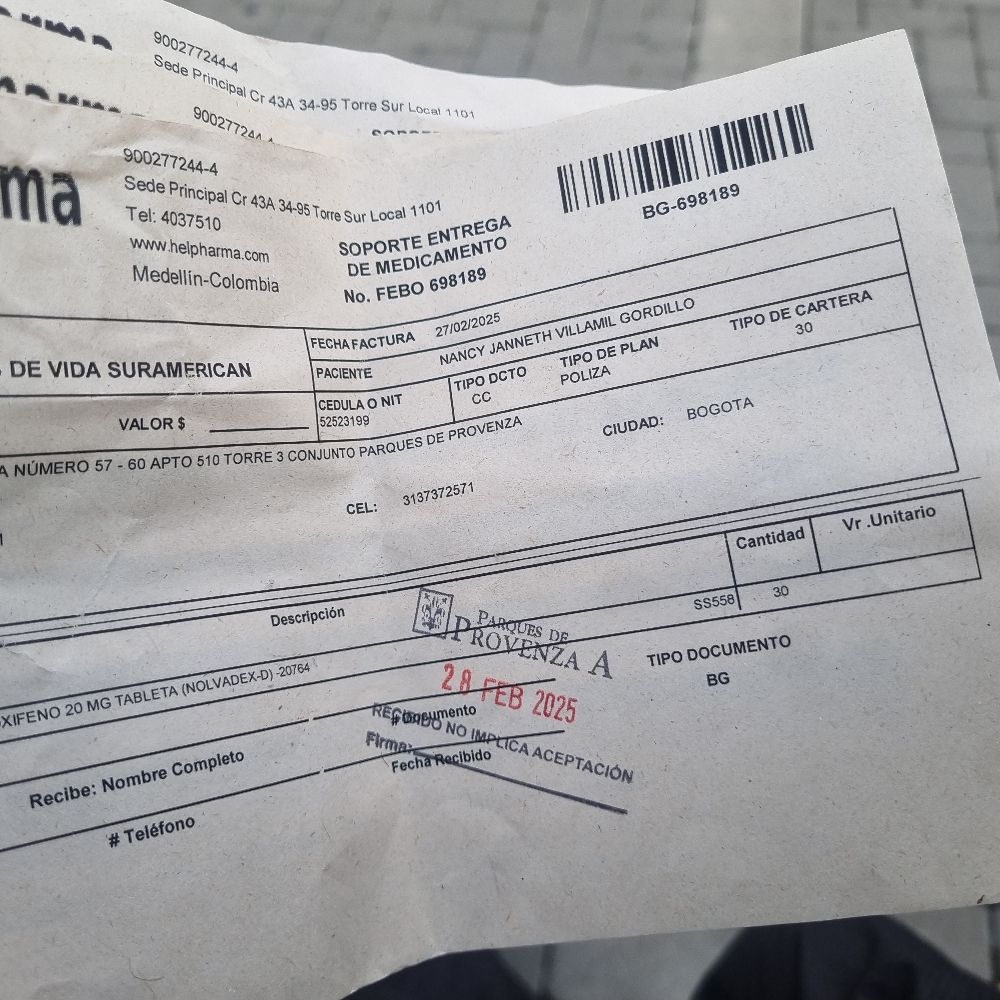 900277244-4
Sede Principal Cr 43A 34-95 Torre Sur Local 1101
900277244-4
ma
900277244-4
Sede Principal Cr 43A 34-95 Torre Sur Local 1101
Tel: 4037510
www.helpharma.com
Medellín-Colombia
SOPORTE ENTREGA
DE MEDICAMENTO
No. FEBO 698189
BG-698189
DE VIDA SURAMERICAN
VALOR $
FECHA FACTURA 27/02/2025
PACIENTE NANCY JANNETH VILLAMIL GORDILLO
CEDULA O NIT
52523199
TIPO DCTO
CC
TIPO DE PLAN
POLIZA
TIPO DE CARTERA
30
A NÚMERO 57 - 60 APTO 510 TORRE 3 CONJUNTO PARQUES DE PROVENZA
CIUDAD: BOGOTA
CEL: 3137372571
Descripción
Cantidad
Vr .Unitario
XIFENO 20 MG TABLETA (NOLVADEX-D) -20764
SS558
30
PARQUES DE
PROVENZA A
28 FEB 2025
RECIBIDO NO IMPLICA ACEPTACIÓN
Firma:
TIPO DOCUMENTO
BG
# Documento
Recibe: Nombre Completo
Fecha Recibido
# Teléfono